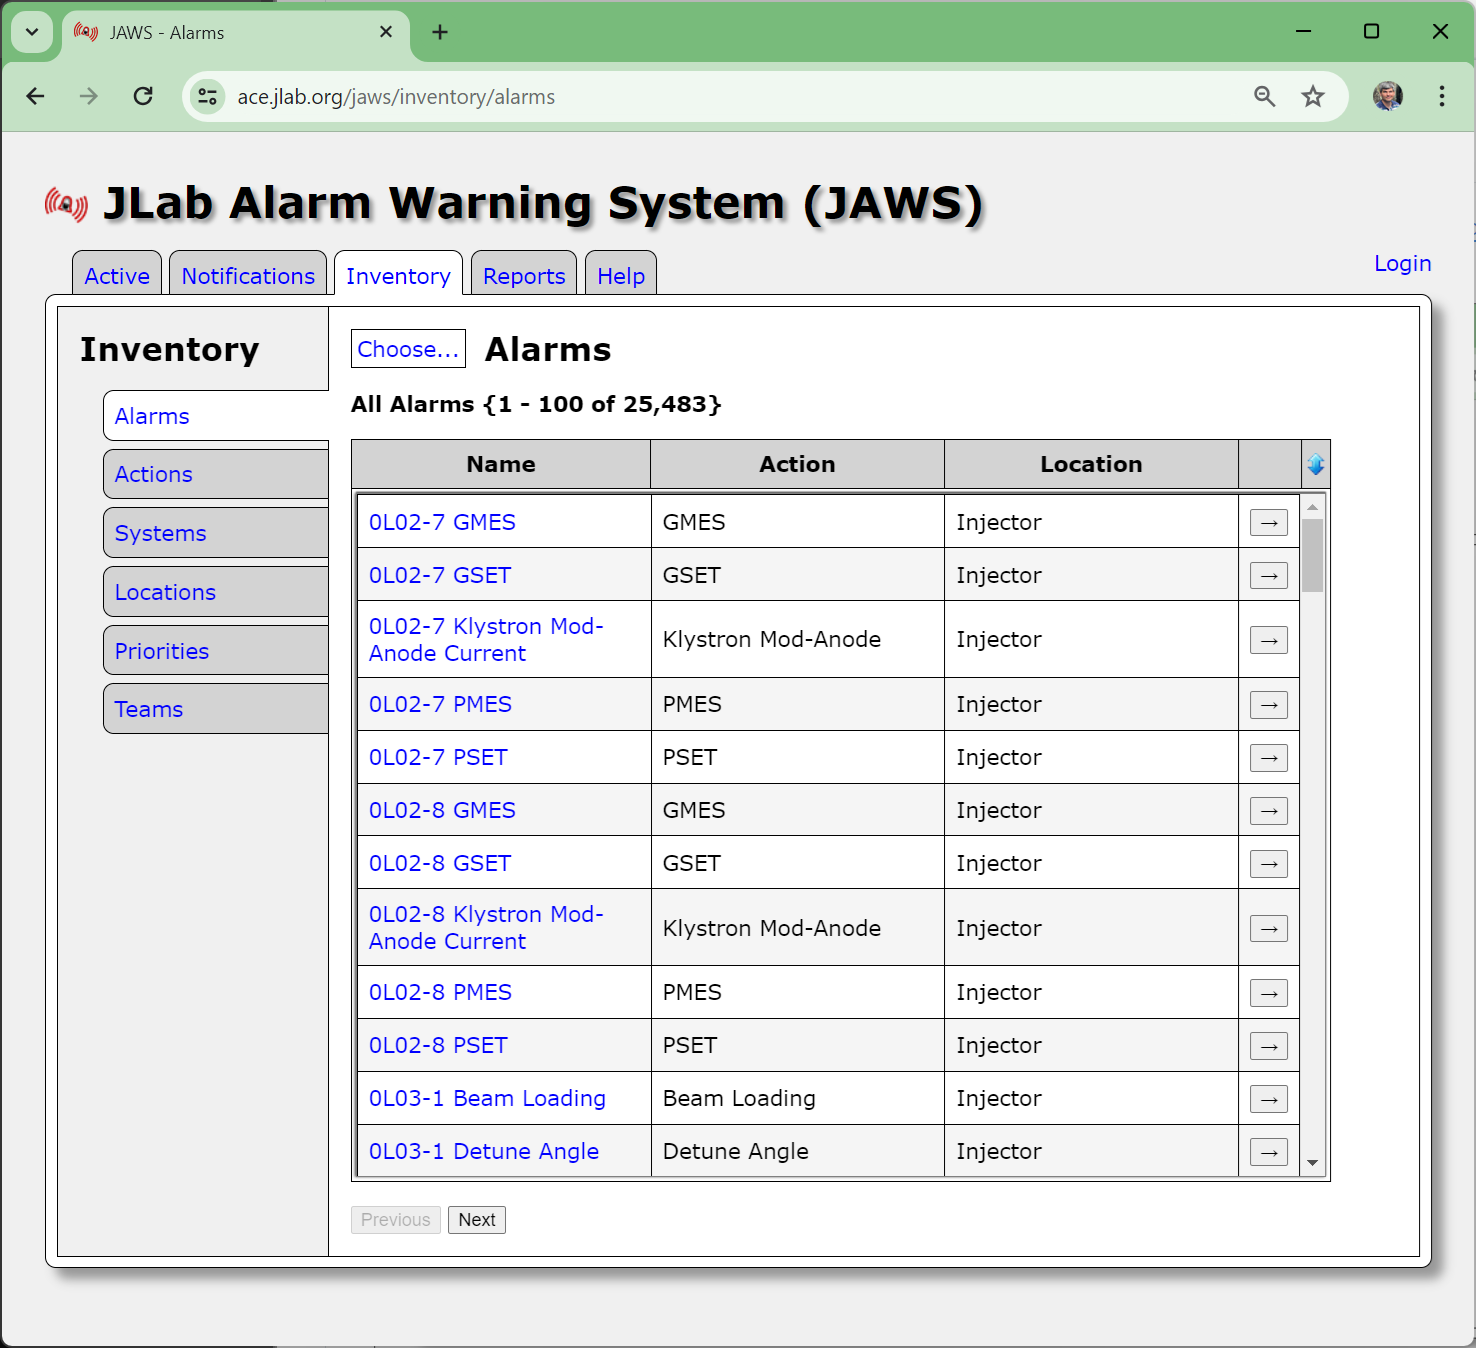 JAWS - Alarms
ace.jlab.org/jaws/inventory/alarms
JLab Alarm Warning System (JAWS)
Active Notifications Inventory Reports Help Login
Inventory
Alarms
Actions
Systems
Locations
Priorities
Teams
Choose... Alarms
All Alarms {1 - 100 of 25,483}
Name Action Location
0L02-7 GMES GMES Injector →
0L02-7 GSET GSET Injector →
0L02-7 Klystron Mod-
Anode Current Klystron Mod-Anode Injector →
0L02-7 PMES PMES Injector →
0L02-7 PSET PSET Injector →
0L02-8 GMES GMES Injector →
0L02-8 GSET GSET Injector →
0L02-8 Klystron Mod-
Anode Current Klystron Mod-Anode Injector →
0L02-8 PMES PMES Injector →
0L02-8 PSET PSET Injector →
0L03-1 Beam Loading Beam Loading Injector →
0L03-1 Detune Angle Detune Angle Injector →
Previous Next